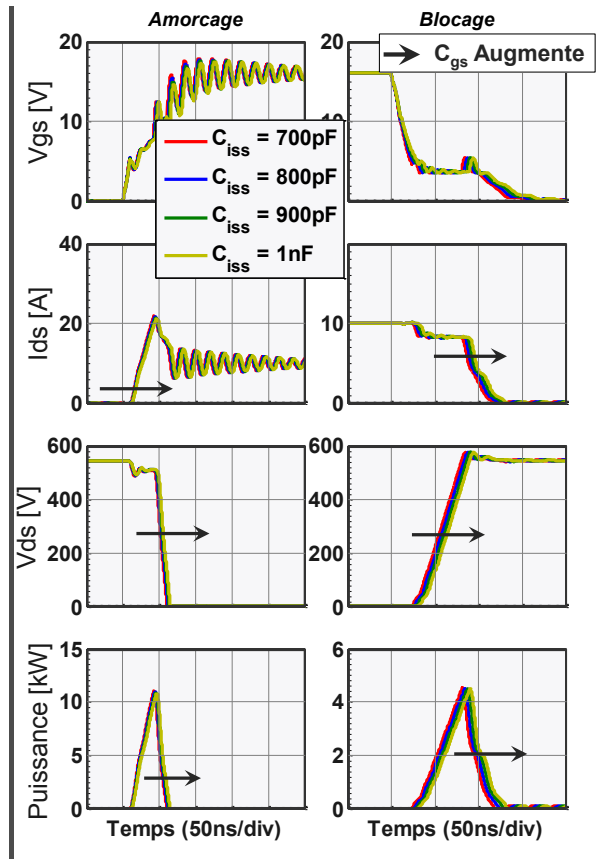 Amorcage
Blocage
20
10
0
Vgs [V]
20
10
0
C_gs Augmente
C_iss = 700pF
C_iss = 800pF
C_iss = 900pF
C_iss = 1nF
40
20
0
Ids [A]
10
0
600
400
200
0
Vds [V]
600
400
200
0
15
10
5
0
Puissance [kW]
6
4
2
0
Temps (50ns/div)
Temps (50ns/div)